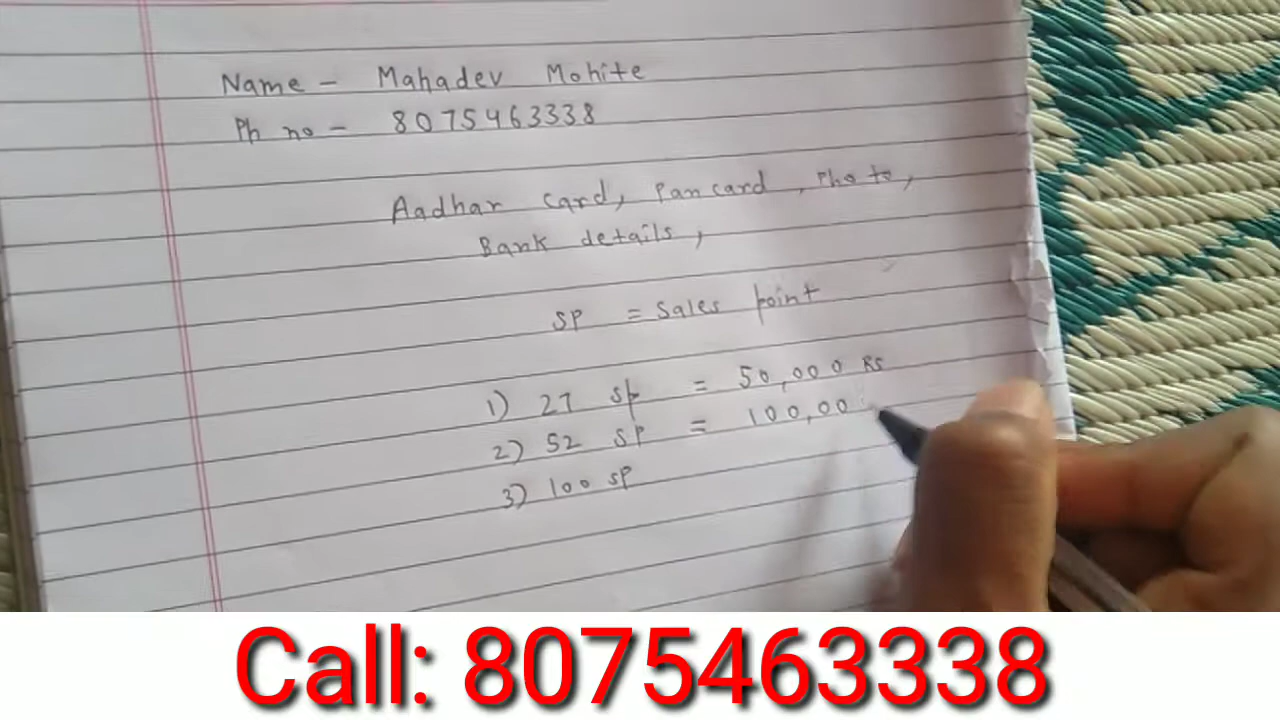 Name - Mahadev Mohite
Ph no - 8075463338
Aadhar card, Pan card, Photo,
Bank details,
SP = Sales point
1) 27 SP = 50,000 RS
2) 52 SP = 100,00
3) 100 SP
Call: 8075463338